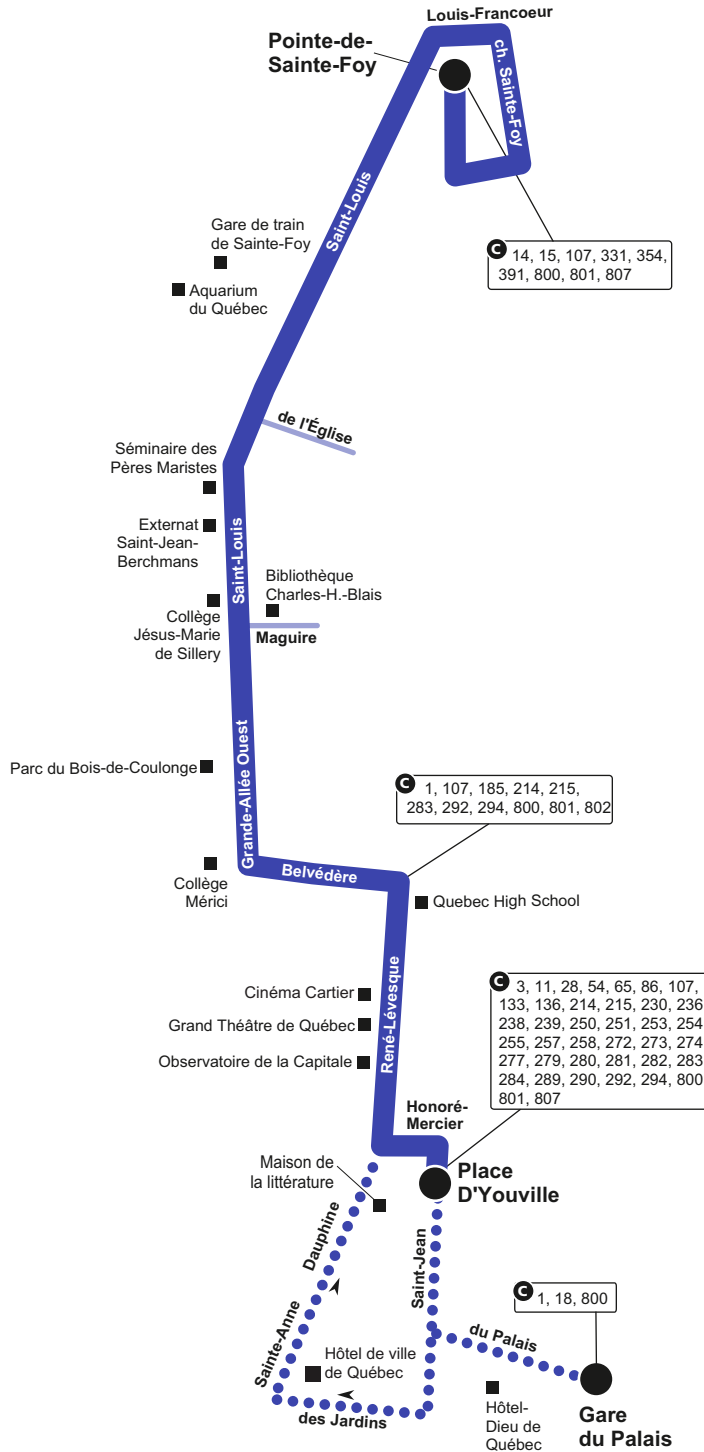 Louis-Francoeur
Pointe-de-
Sainte-Foy
ch. Sainte-Foy
Saint-Louis
Gare de train
de Sainte-Foy
C 14, 15, 107, 331, 354,
391, 800, 801, 807
Aquarium
du Québec
de l'Église
Séminaire des
Pères Maristes
Externat
Saint-Jean-
Berchmans
Saint-Louis
Bibliothèque
Charles-H.-Blais
Collège
Jésus-Marie
de Sillery
Maguire
Grande-Allée Ouest
Parc du Bois-de-Coulonge
C 1, 107, 185, 214, 215,
283, 292, 294, 800, 801, 802
Belvédère
Collège
Mérici
Quebec High School
René-Lévesque
Cinéma Cartier
Grand Théâtre de Québec
Observatoire de la Capitale
C 3, 11, 28, 54, 65, 86, 107,
133, 136, 214, 215, 230, 236
238, 239, 250, 251, 253, 254
255, 257, 258, 272, 273, 274
277, 279, 280, 281, 282, 283
284, 289, 290, 292, 294, 800
801, 807
Honoré-
Mercier
Maison de
la littérature
Place
D'Youville
Dauphine
Saint-Jean
Sainte-Anne
C 1, 18, 800
du Palais
Hôtel de ville
de Québec
des Jardins
Hôtel-
Dieu de
Québec
Gare
du Palais